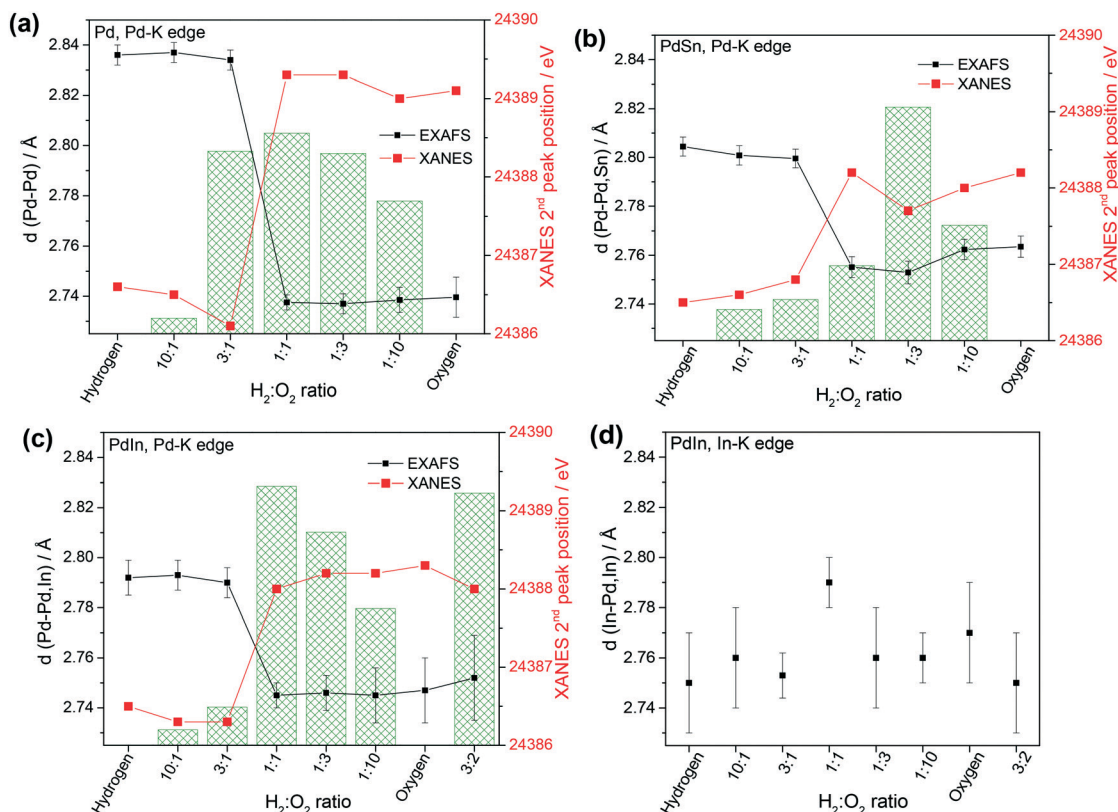 (a)
Pd, Pd-K edge
EXAFS
XANES
d (Pd-Pd) / Å
2.84
2.82
2.80
2.78
2.76
2.74
XANES 2nd peak position / eV
24390
24389
24388
24387
24386
Hydrogen
10:1
3:1
1:1
1:3
1:10
Oxygen
H2:O2 ratio
(b)
PdSn, Pd-K edge
EXAFS
XANES
d (Pd-Pd,Sn) / Å
2.84
2.82
2.80
2.78
2.76
2.74
XANES 2nd peak position / eV
24390
24389
24388
24387
24386
Hydrogen
10:1
3:1
1:1
1:3
1:10
Oxygen
H2:O2 ratio
(c)
PdIn, Pd-K edge
EXAFS
XANES
d (Pd-Pd,In) / Å
2.84
2.82
2.80
2.78
2.76
2.74
XANES 2nd peak position / eV
24390
24389
24388
24387
24386
Hydrogen
10:1
3:1
1:1
1:3
1:10
Oxygen
3:2
H2:O2 ratio
(d)
PdIn, In-K edge
d (In-Pd,In) / Å
2.84
2.82
2.80
2.78
2.76
2.74
Hydrogen
10:1
3:1
1:1
1:3
1:10
Oxygen
3:2
H2:O2 ratio